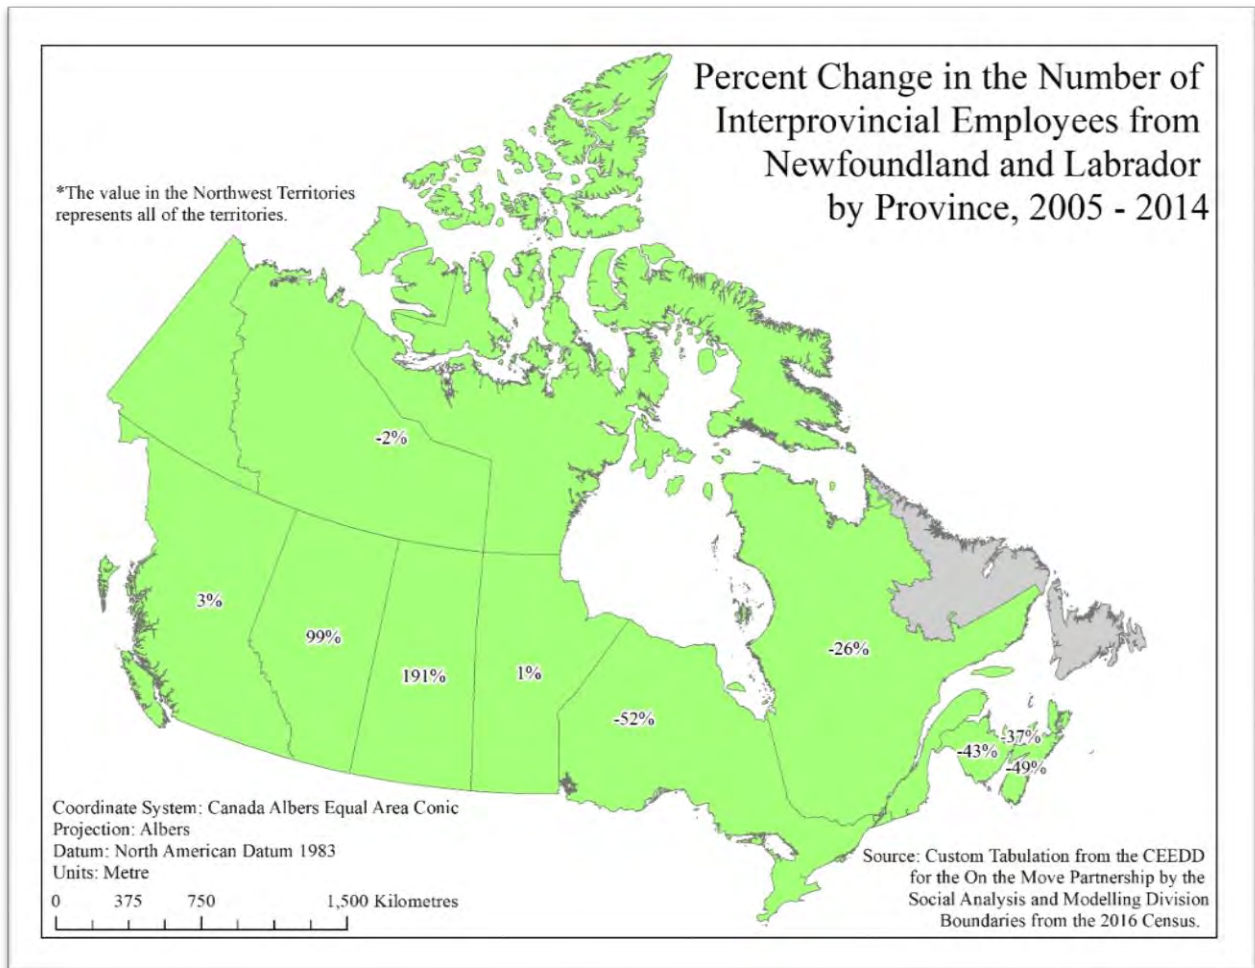 Percent Change in the Number of
Interprovincial Employees from
Newfoundland and Labrador
by Province, 2005 - 2014
*The value in the Northwest Territories
represents all of the territories.
-2%
3%
99%
191%
1%
-52%
-26%
-43%
-37%
-49%
Coordinate System: Canada Albers Equal Area Conic
Projection: Albers
Datum: North American Datum 1983
Units: Metre
0 375 750 1,500 Kilometres
Source: Custom Tabulation from the CEEDD
for the On the Move Partnership by the
Social Analysis and Modelling Division
Boundaries from the 2016 Census.